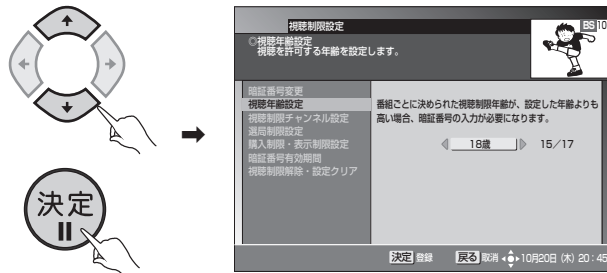 決定
視聴制限設定
BS 10
◎視聴年齢設定
視聴を許可する年齢を設定します。
暗証番号変更
視聴年齢設定
視聴制限チャンネル設定
選局制限設定
購入制限・表示制限設定
暗証番号有効期間
視聴制限解除・設定クリア
番組ごとに決められた視聴制限年齢が、設定した年齢よりも
高い場合、暗証番号の入力が必要になります。
18歳 15/17
決定 登録 戻る 取消 10月20日 (木) 20:45